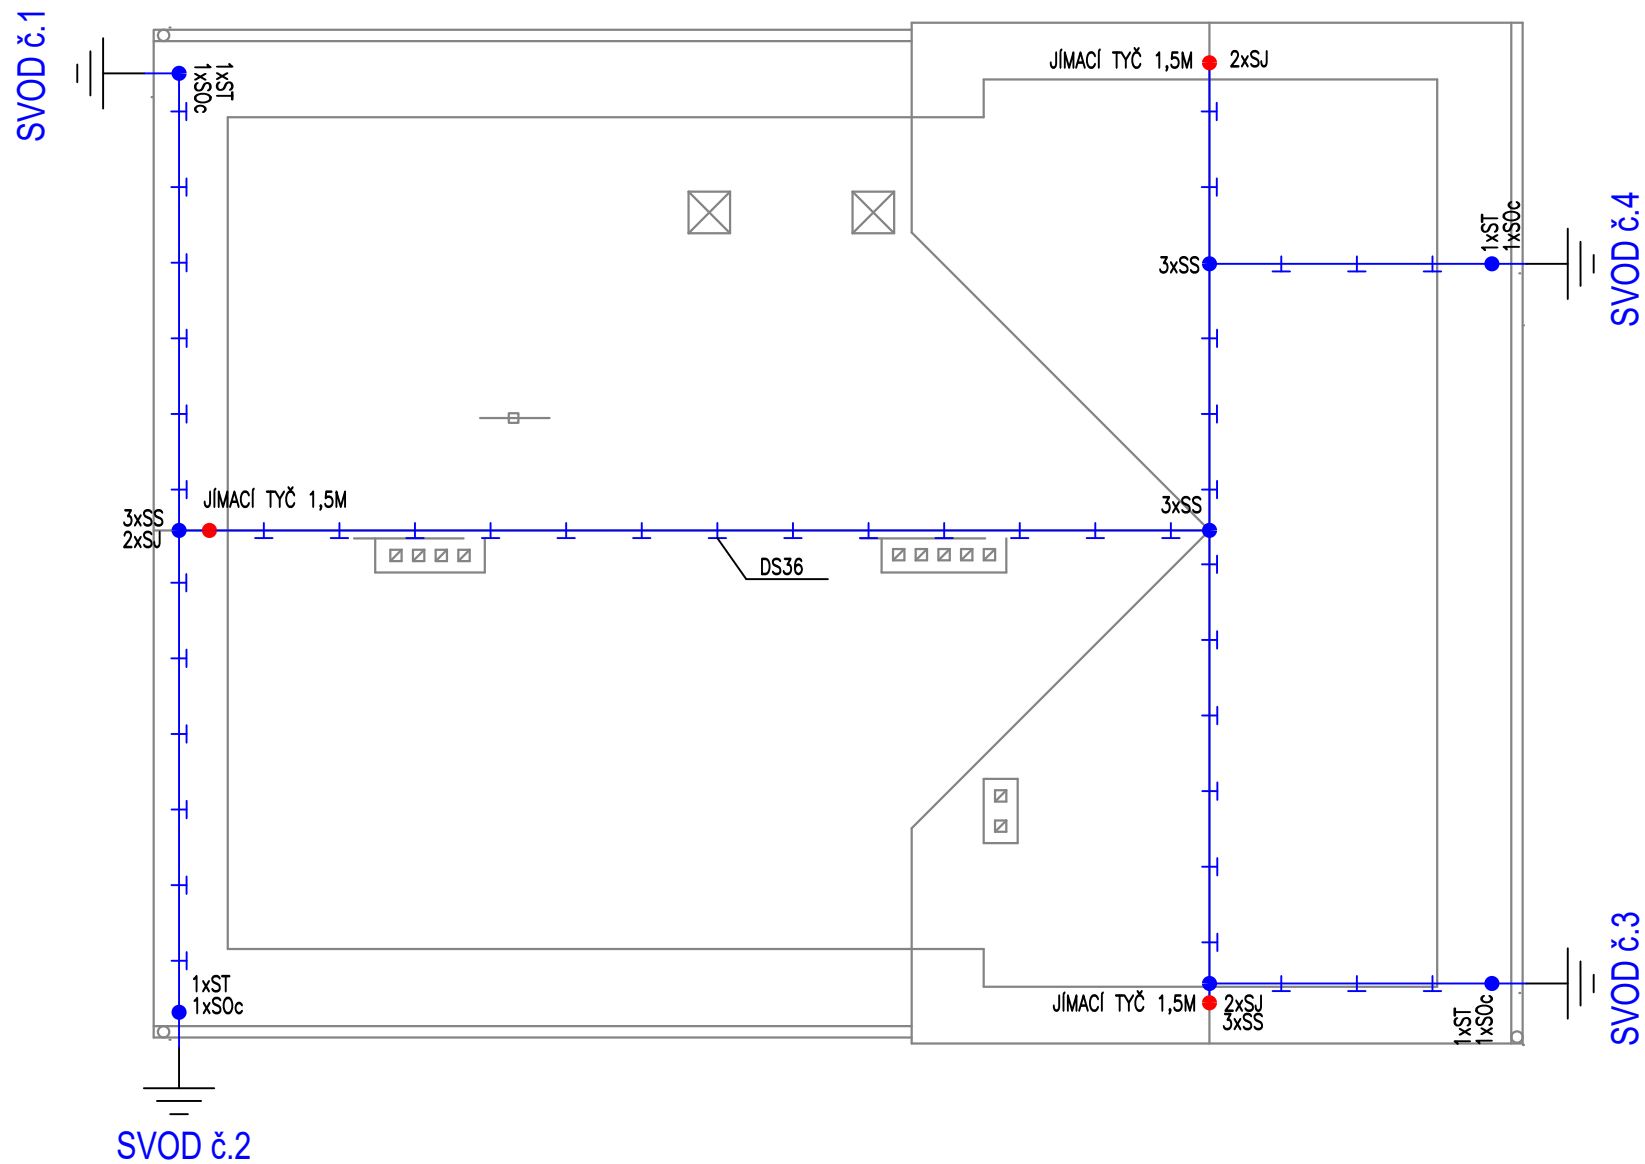 SVOD č.1
1xST
1xSOc
JÍMACÍ TYČ 1,5M
2xSJ
1xST
1xSOc
SVOD č.4
3xSS
JÍMACÍ TYČ 1,5M
3xSS
2xSJ
3xSS
DS36
1xST
1xSOc
JÍMACÍ TYČ 1,5M
2xSJ
3xSS
1xST
1xSOc
SVOD č.3
SVOD č.2